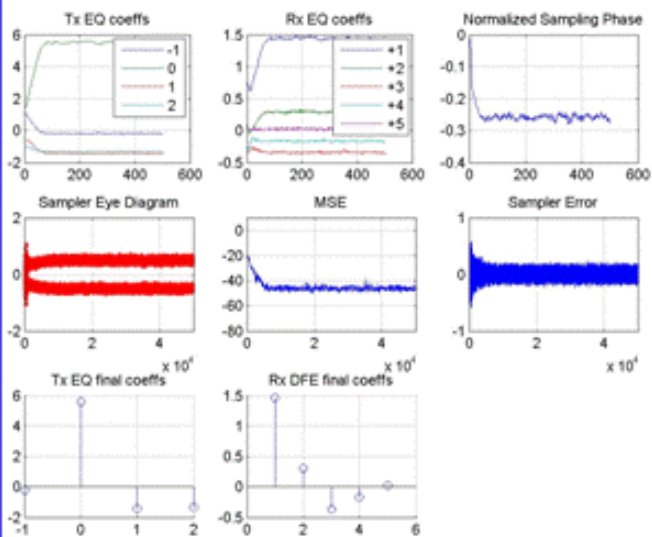 Tx EQ coeffs
6
4
2
0
-2
0 200 400 600
-1
0
1
2
Rx EQ coeffs
1.5
1
0.5
0
-0.5
0 200 400 600
+1
+2
+3
+4
+5
Normalized Sampling Phase
0
-0.1
-0.2
-0.3
-0.4
0 200 400 600
Sampler Eye Diagram
2
0
-2
0 2 4
x 10⁴
MSE
0
-20
-40
-60
-80
0 2 4
x 10⁴
Sampler Error
1
0
-1
0 2 4
x 10⁴
Tx EQ final coeffs
6
4
2
0
-2
-1 0 1 2
Rx DFE final coeffs
1.5
1
0.5
0
-0.5
0 2 4 6